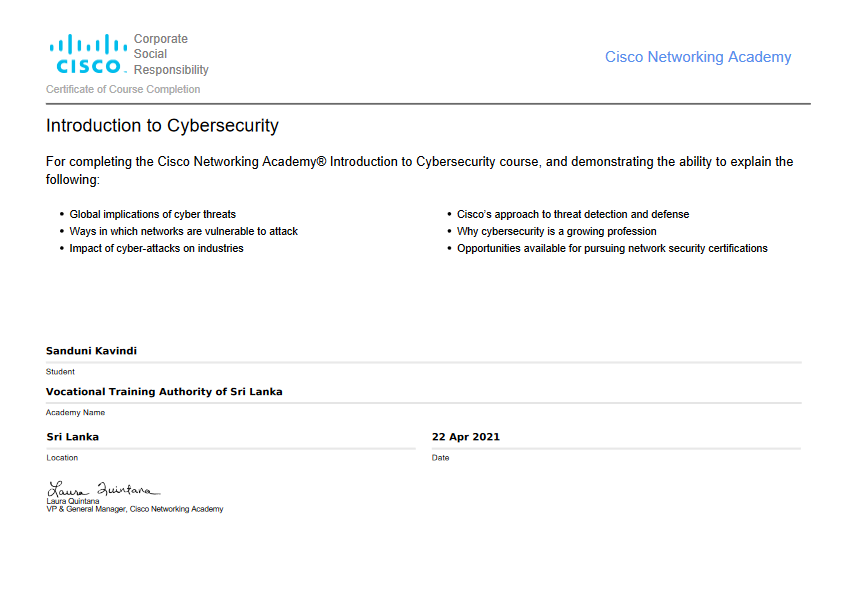 Corporate
Social
Responsibility
CISCO.
Cisco Networking Academy
Certificate of Course Completion
Introduction to Cybersecurity
For completing the Cisco Networking Academy® Introduction to Cybersecurity course, and demonstrating the ability to explain the
following:
• Global implications of cyber threats
• Ways in which networks are vulnerable to attack
• Impact of cyber-attacks on industries
• Cisco's approach to threat detection and defense
• Why cybersecurity is a growing profession
• Opportunities available for pursuing network security certifications
Sanduni Kavindi
Student
Vocational Training Authority of Sri Lanka
Academy Name
Sri Lanka
Location
22 Apr 2021
Date
Laura Quintana
Laura Quintana
VP & General Manager, Cisco Networking Academy